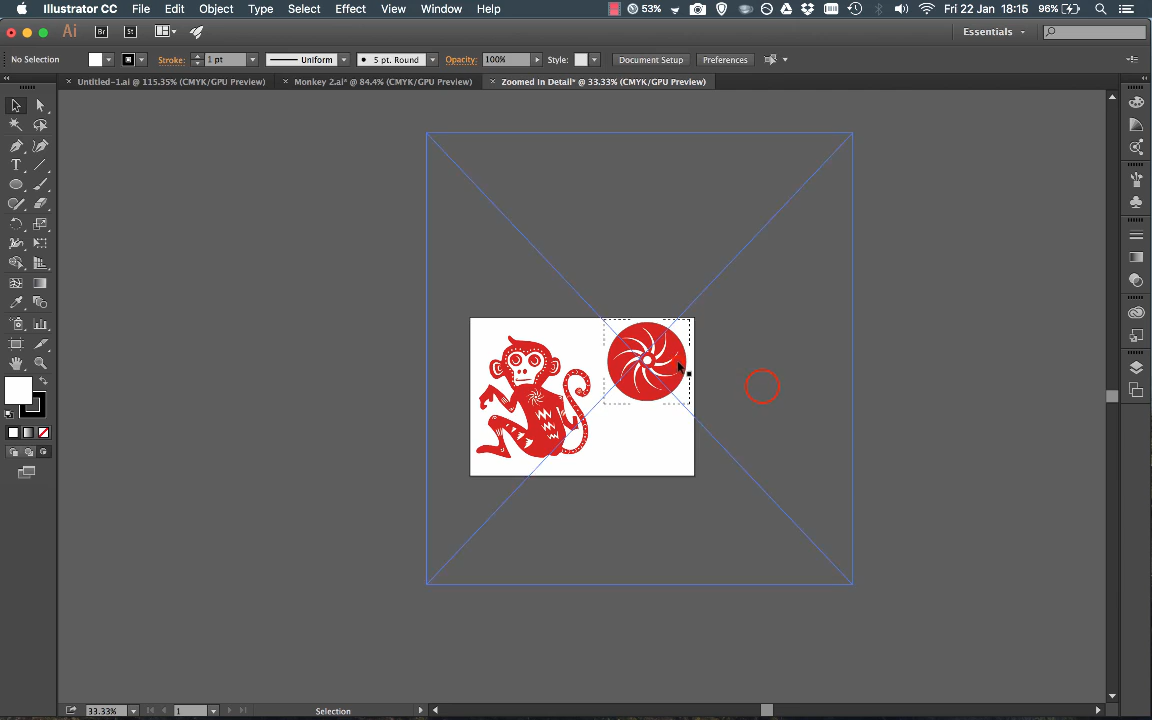 Illustrator CC File Edit Object Type Select Effect View Window Help 53% Fri 22 Jan 18:15 96%
Ai Br St Essentials
No Selection Stroke: 1 pt Uniform 5 pt. Round Opacity: 100% Style: Document Setup Preferences
× Untitled-1.ai @ 115.35% (CMYK/GPU Preview) × Monkey 2.ai* @ 84.4% (CMYK/GPU Preview) × Zoomed In Detail* @ 33.33% (CMYK/GPU Preview)
T
33.33% 1 Selection